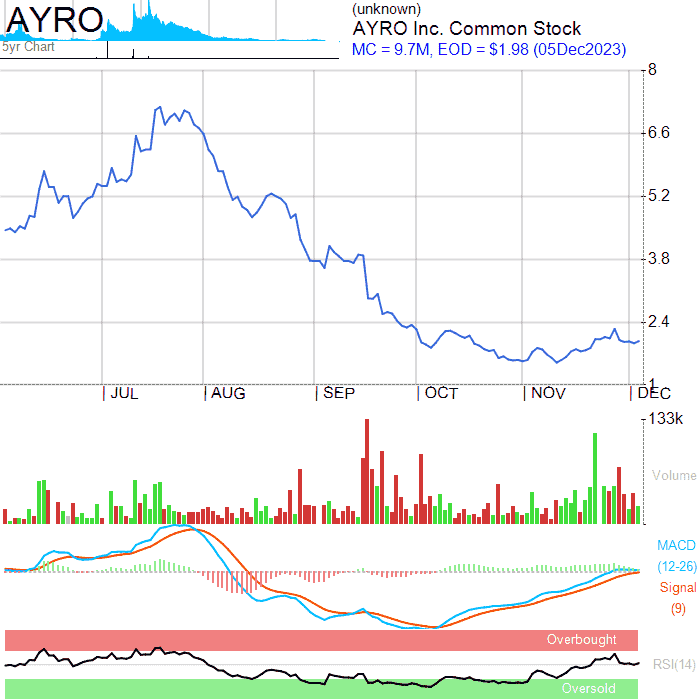 AYRO
5yr Chart
(unknown)
AYRO Inc. Common Stock
MC = 9.7M, EOD = $1.98 (05Dec2023)
8
6.6
5.2
3.8
2.4
1
JUL AUG SEP OCT NOV DEC
133k
Volume
MACD
(12-26)
Signal
(9)
Overbought
RSI(14)
Oversold